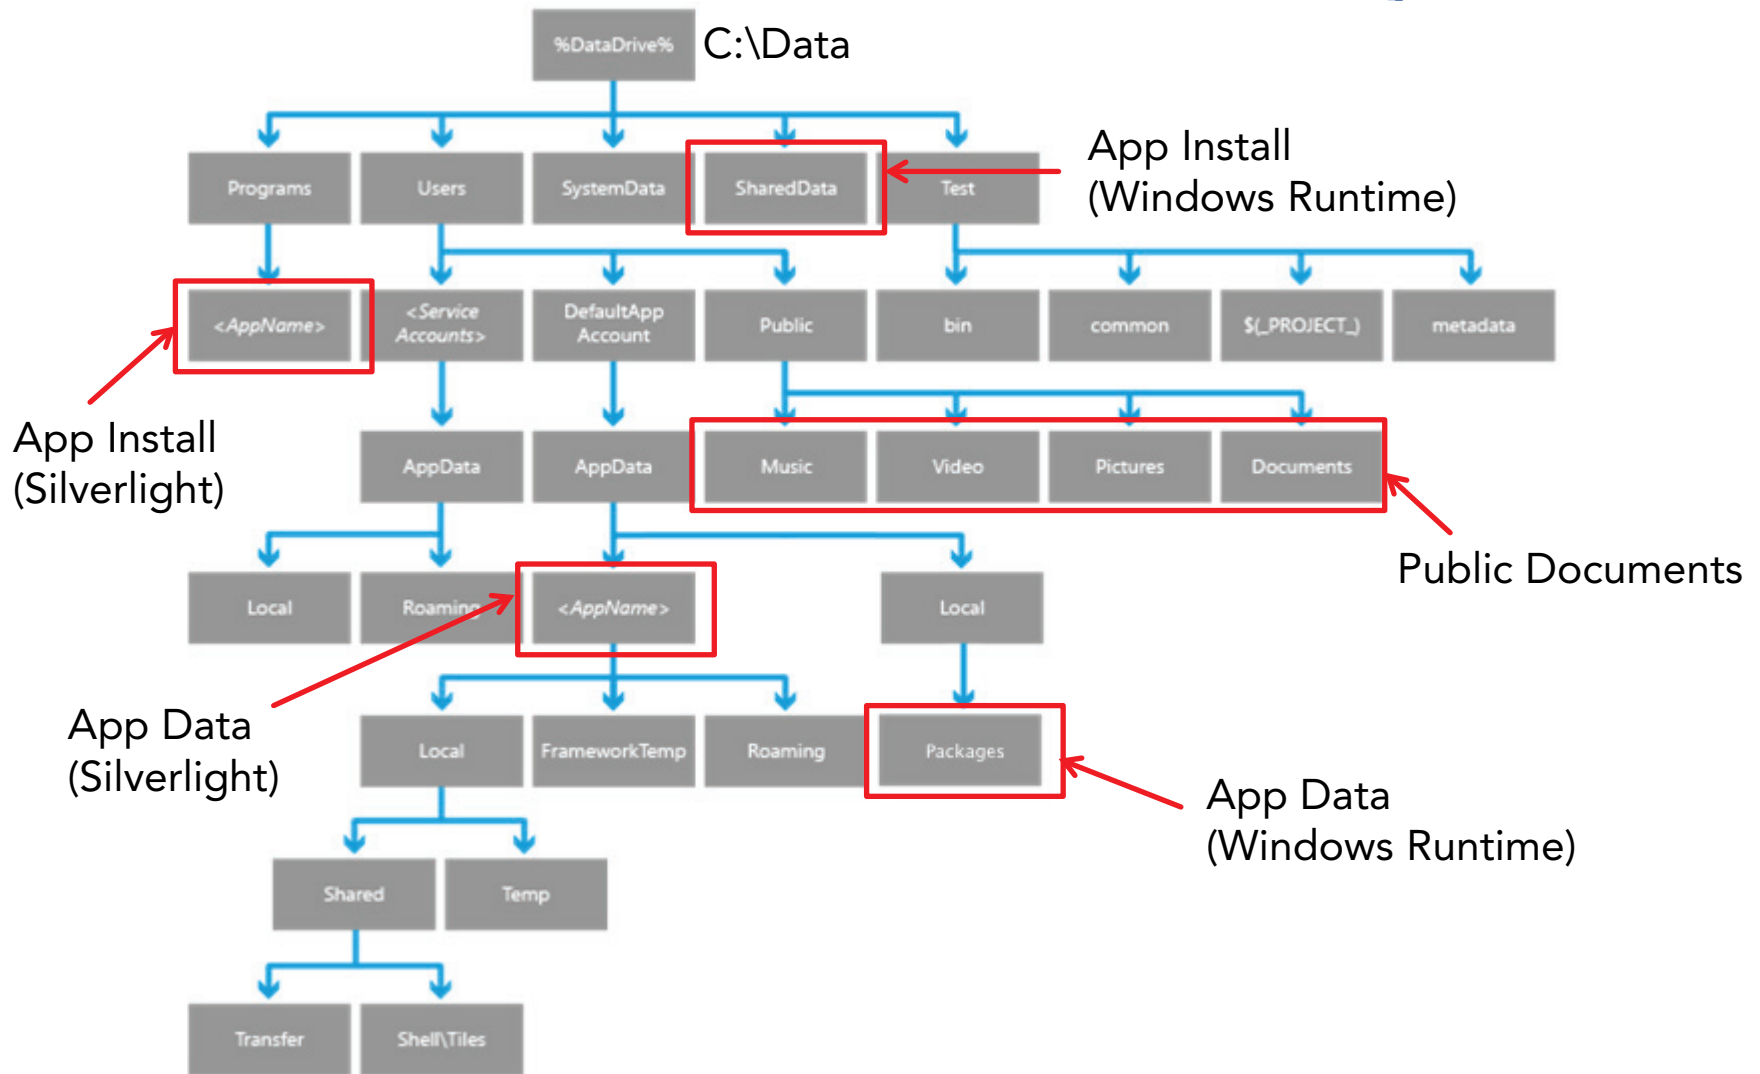 %DataDrive%
C:\Data
Programs
Users
SystemData
SharedData
Test
App Install
(Windows Runtime)
<AppName>
<Service
Accounts>
DefaultApp
Account
Public
bin
common
$(_PROJECT_)
metadata
App Install
(Silverlight)
AppData
AppData
Music
Video
Pictures
Documents
Public Documents
Local
Roaming
<AppName>
Local
App Data
(Silverlight)
Local
FrameworkTemp
Roaming
Packages
App Data
(Windows Runtime)
Shared
Temp
Transfer
Shell\Tiles